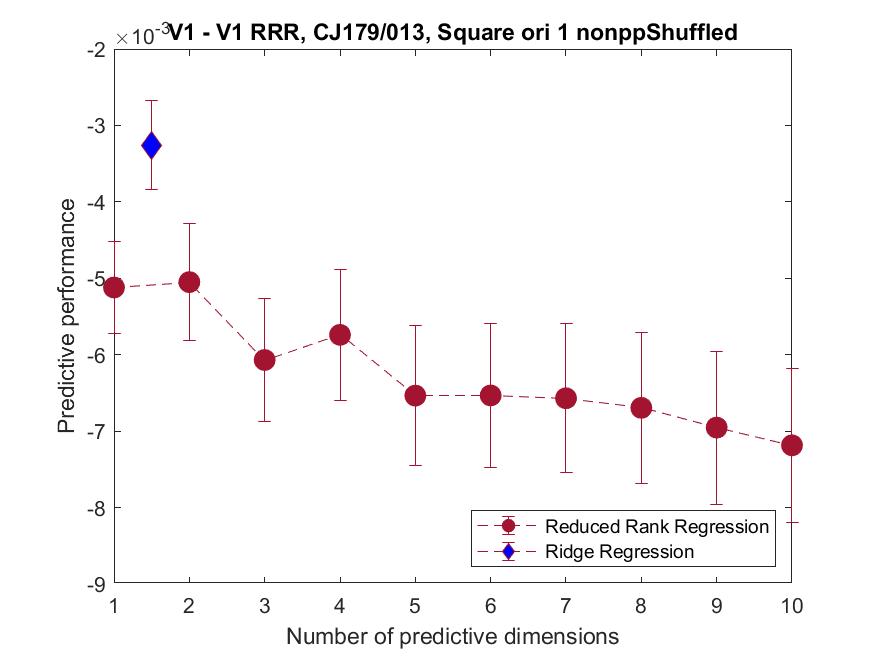 ×10-3
V1 - V1 RRR, CJ179/013, Square ori 1 nonppShuffled
-2
-3
-4
-5
-6
-7
-8
-9
Predictive performance
Reduced Rank Regression
Ridge Regression
1 2 3 4 5 6 7 8 9 10
Number of predictive dimensions